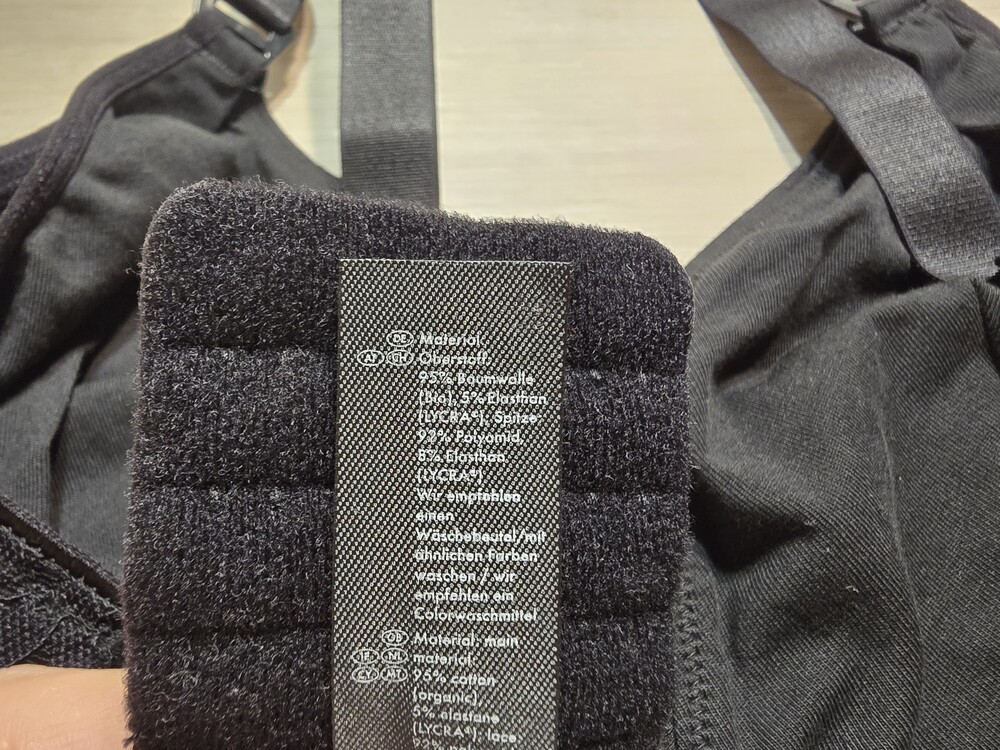 DE Material:
AT CH Oberstoff:
95% Baumwolle
(Bio), 5% Elasthan
(LYCRA®); Spitze:
92% Polyamid,
8% Elasthan
(LYCRA®)
Wir empfehlen
einen
Wäschebeutel/mit
ähnlichen Farben
waschen / wir
empfehlen ein
Colorwaschmittel
GB Material: main
IE NL material:
CY MT 95% cotton
(organic),
5% elastane
(LYCRA®); lace:
92%